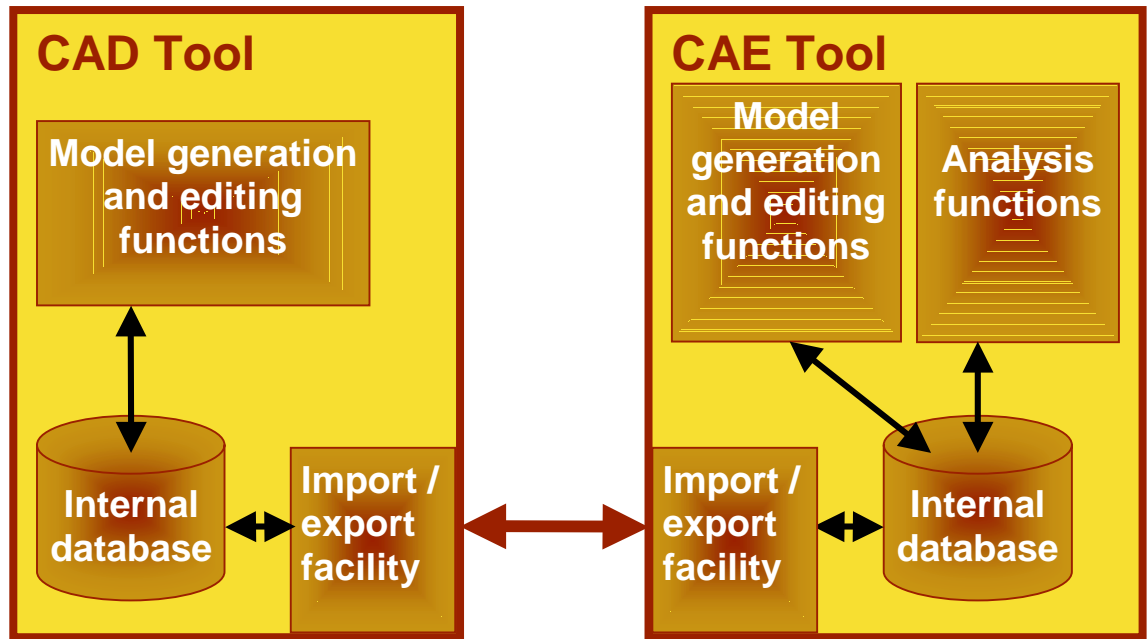 CAD Tool
Model generation
and editing
functions
Internal
database
Import /
export
facility
CAE Tool
Model
generation
and editing
functions
Analysis
functions
Import /
export
facility
Internal
database